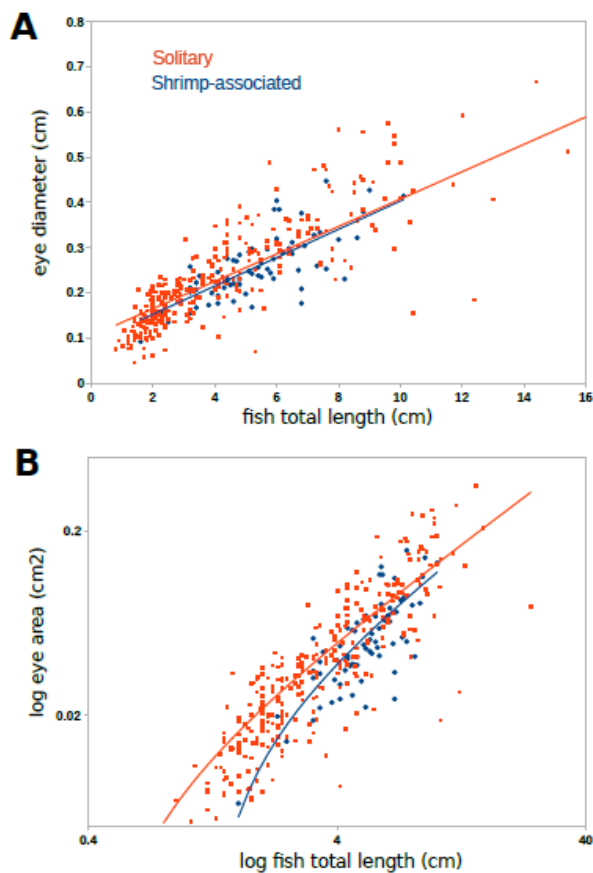 A
0.8
0.7
0.6
0.5
0.4
0.3
0.2
0.1
0
eye diameter (cm)
Solitary
Shrimp-associated
0 2 4 6 8 10 12 14 16
fish total length (cm)
B
0.2
0.02
log eye area (cm2)
0.4 4 40
log fish total length (cm)